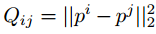 Q_{ij} = ||p^i − p^j||_2^2